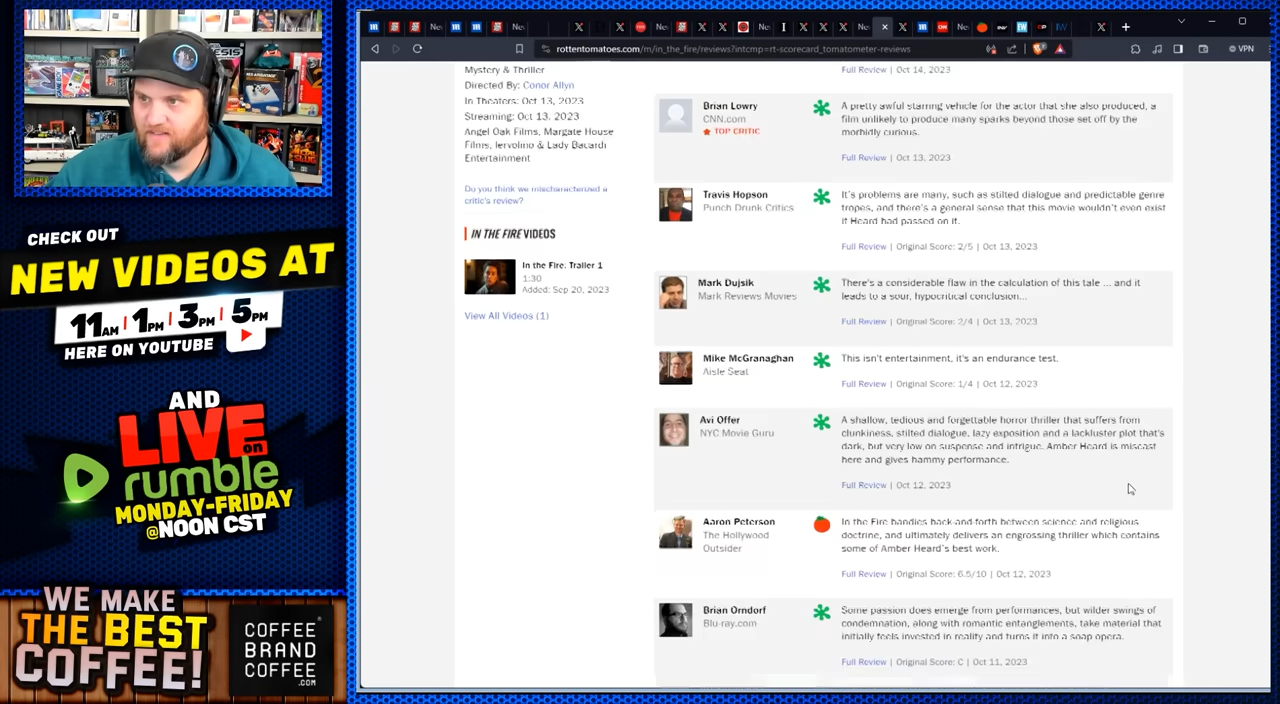 GENESIS
SLUG
CHECK OUT
NEW VIDEOS AT
11AM | 1PM | 3PM | 5PM
HERE ON YOUTUBE
AND
LIVE
on
rumble
MONDAY-FRIDAY
@NOON CST
WE MAKE
THE BEST
COFFEE!
COFFEE
BRAND
COFFEE
.COM
rottentomatoes.com/m/in_the_fire/reviews?intcmp=rt-scorecard_tomatometer-reviews
VPN
Mystery & Thriller
Directed By: Conor Allyn
In Theaters: Oct 13, 2023
Streaming: Oct 13, 2023
Angel Oak Films, Margate House
Films, Iervolino & Lady Bacardi
Entertainment
Do you think we mischaracterized a
critic's review?
IN THE FIRE VIDEOS
In the Fire: Trailer 1
1:30
Added: Sep 20, 2023
View All Videos (1)
Full Review | Oct 14, 2023
Brian Lowry
CNN.com
TOP CRITIC
A pretty awful starring vehicle for the actor that she also produced, a
film unlikely to produce many sparks beyond those set off by the
morbidly curious.
Full Review | Oct 13, 2023
Travis Hopson
Punch Drunk Critics
It's problems are many, such as stilted dialogue and predictable genre
tropes, and there's a general sense that this movie wouldn't even exist
if Heard had passed on it.
Full Review | Original Score: 2/5 | Oct 13, 2023
Mark Dujsik
Mark Reviews Movies
There's a considerable flaw in the calculation of this tale ... and it
leads to a sour, hypocritical conclusion...
Full Review | Original Score: 2/4 | Oct 13, 2023
Mike McGranaghan
Aisle Seat
This isn't entertainment, it's an endurance test.
Full Review | Original Score: 1/4 | Oct 12, 2023
Avi Offer
NYC Movie Guru
A shallow, tedious and forgettable horror thriller that suffers from
clunkiness, stilted dialogue, lazy exposition and a lackluster plot that's
dark, but very low on suspense and intrigue. Amber Heard is miscast
here and gives hammy performance.
Full Review | Oct 12, 2023
Aaron Peterson
The Hollywood
Outsider
In the Fire bandies back-and-forth between science and religious
doctrine, and ultimately delivers an engrossing thriller which contains
some of Amber Heard's best work.
Full Review | Original Score: 6.5/10 | Oct 12, 2023
Brian Orndorf
Blu-ray.com
Some passion does emerge from performances, but wilder swings of
condemnation, along with romantic entanglements, take material that
initially feels invested in reality and turns it into a soap opera.
Full Review | Original Score: C | Oct 11, 2023